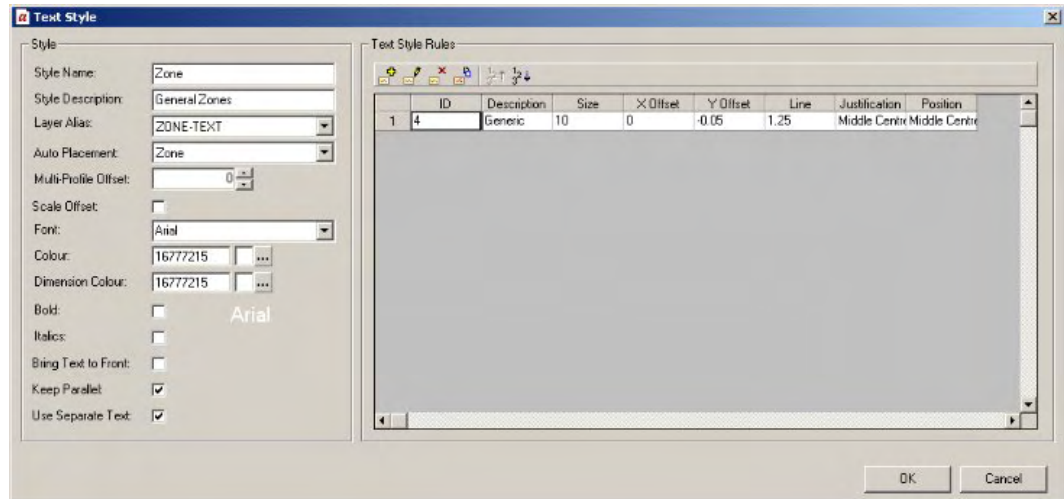 a Text Style
Style
Style Name: Zone
Style Description: General Zones
Layer Alias: ZONE-TEXT
Auto Placement: Zone
Multi-Profile Offset: 0
Scale Offset:
Font: Arial
Colour: 16777215 ...
Dimension Colour: 16777215 ...
Bold:
Arial
Italics:
Bring Text to Front:
Keep Parallel:
Use Separate Text:
Text Style Rules
ID Description Size X Offset Y Offset Line Justification Position
1 4 Generic 10 0 -0.05 1.25 Middle Centre Middle Centre
OK Cancel